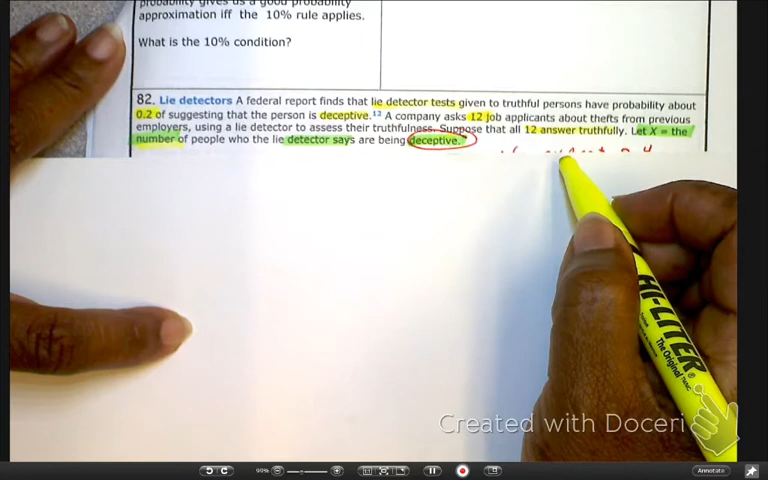 probability gives us a good probability
approximation iff the 10% rule applies.
What is the 10% condition?
82. Lie detectors A federal report finds that lie detector tests given to truthful persons have probability about
0.2 of suggesting that the person is deceptive.¹² A company asks 12 job applicants about thefts from previous
employers, using a lie detector to assess their truthfulness. Suppose that all 12 answer truthfully. Let X = the
number of people who the lie detector says are being deceptive.
HI-LITER®
The Original
Created with Doceri
99%
Annotate